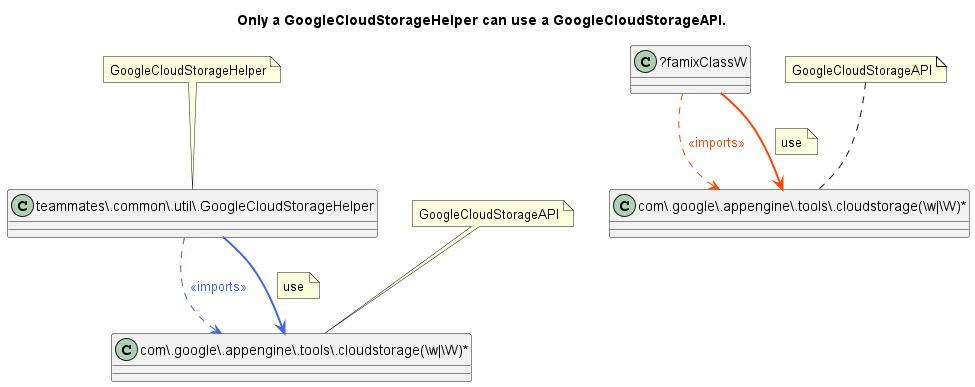 Only a GoogleCloudStorageHelper can use a GoogleCloudStorageAPI.
GoogleCloudStorageHelper
C ?famixClassW
GoogleCloudStorageAPI
«imports»
use
C teammates\.common\.util\.GoogleCloudStorageHelper
C com\.google\.appengine\.tools\.cloudstorage(\w|\W)*
GoogleCloudStorageAPI
«imports»
use
C com\.google\.appengine\.tools\.cloudstorage(\w|\W)*